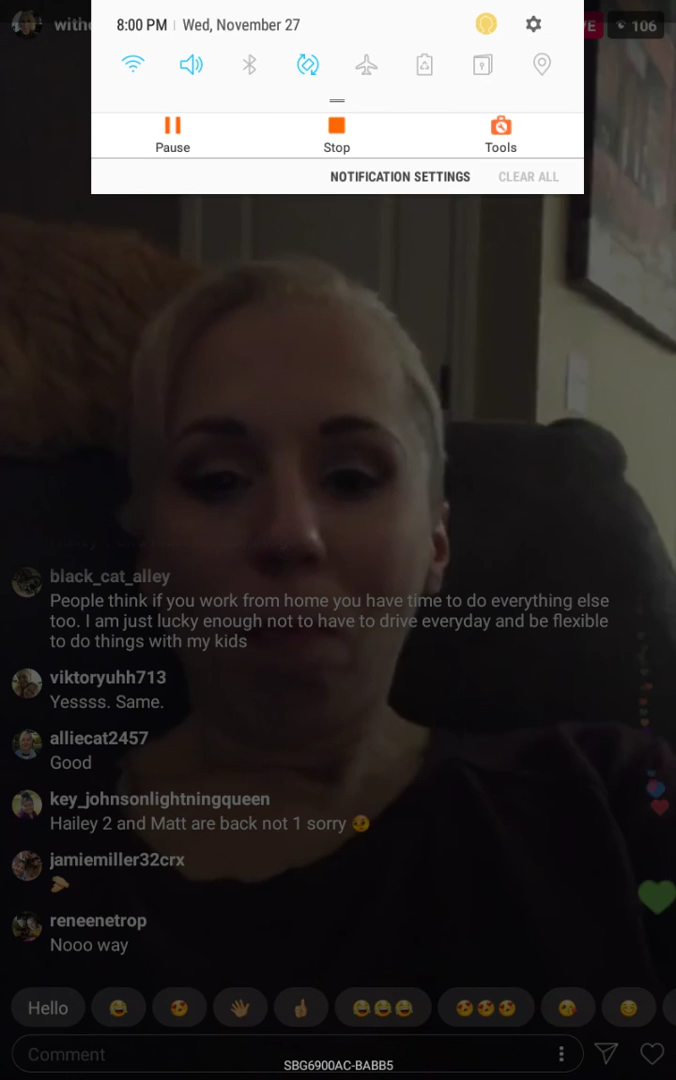 8:00 PM | Wed, November 27
withe
VE
106
Pause
Stop
Tools
NOTIFICATION SETTINGS
CLEAR ALL
black_cat_alley
People think if you work from home you have time to do everything else
too. I am just lucky enough not to have to drive everyday and be flexible
to do things with my kids
viktoryuhh713
Yessss. Same.
alliecat2457
Good
key_johnsonlightningqueen
Hailey 2 and Matt are back not 1 sorry 🤕
jamiemiller32crx
reneenetrop
Nooo way
Hello
Comment
SBG6900AC-BABB5